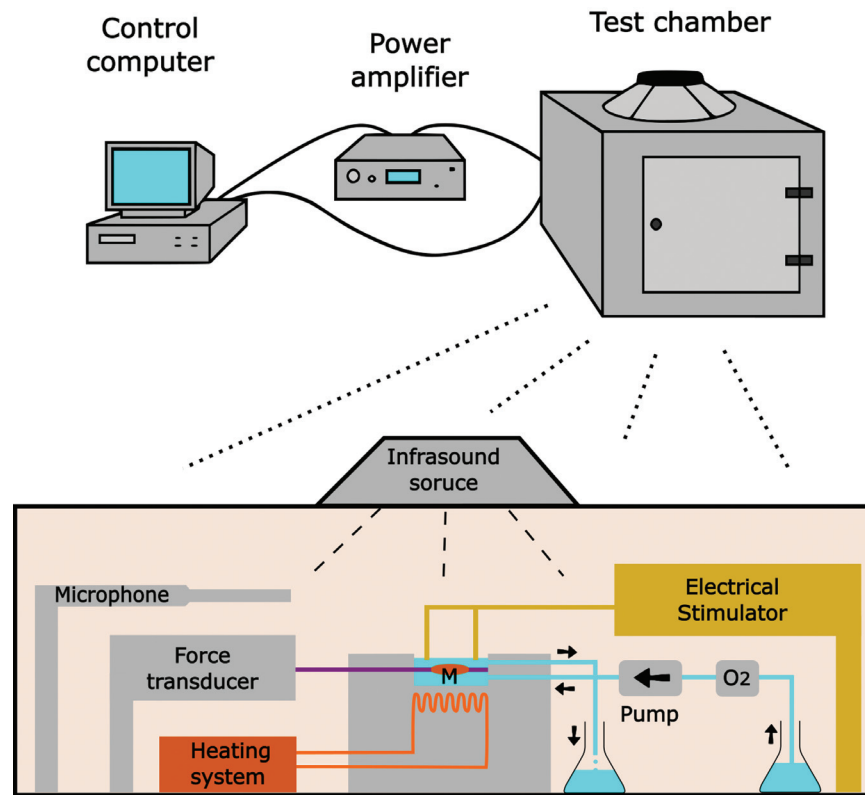 Control
computer
Power
amplifier
Test chamber
Infrasound
soruce
Microphone
Electrical
Stimulator
Force
transducer
M
O2
Pump
Heating
system